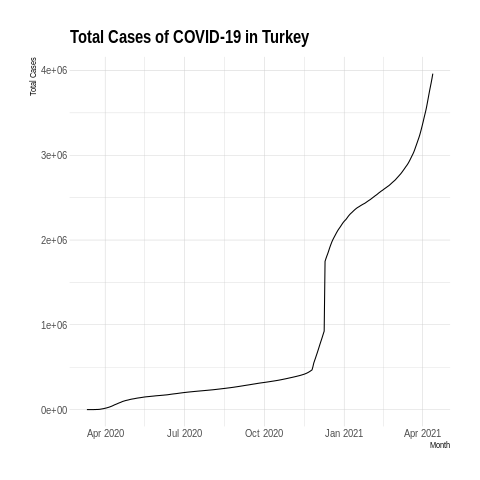 Total Cases of COVID-19 in Turkey
Total Cases
4e+06
3e+06
2e+06
1e+06
0e+00
Apr 2020 Jul 2020 Oct 2020 Jan 2021 Apr 2021
Month